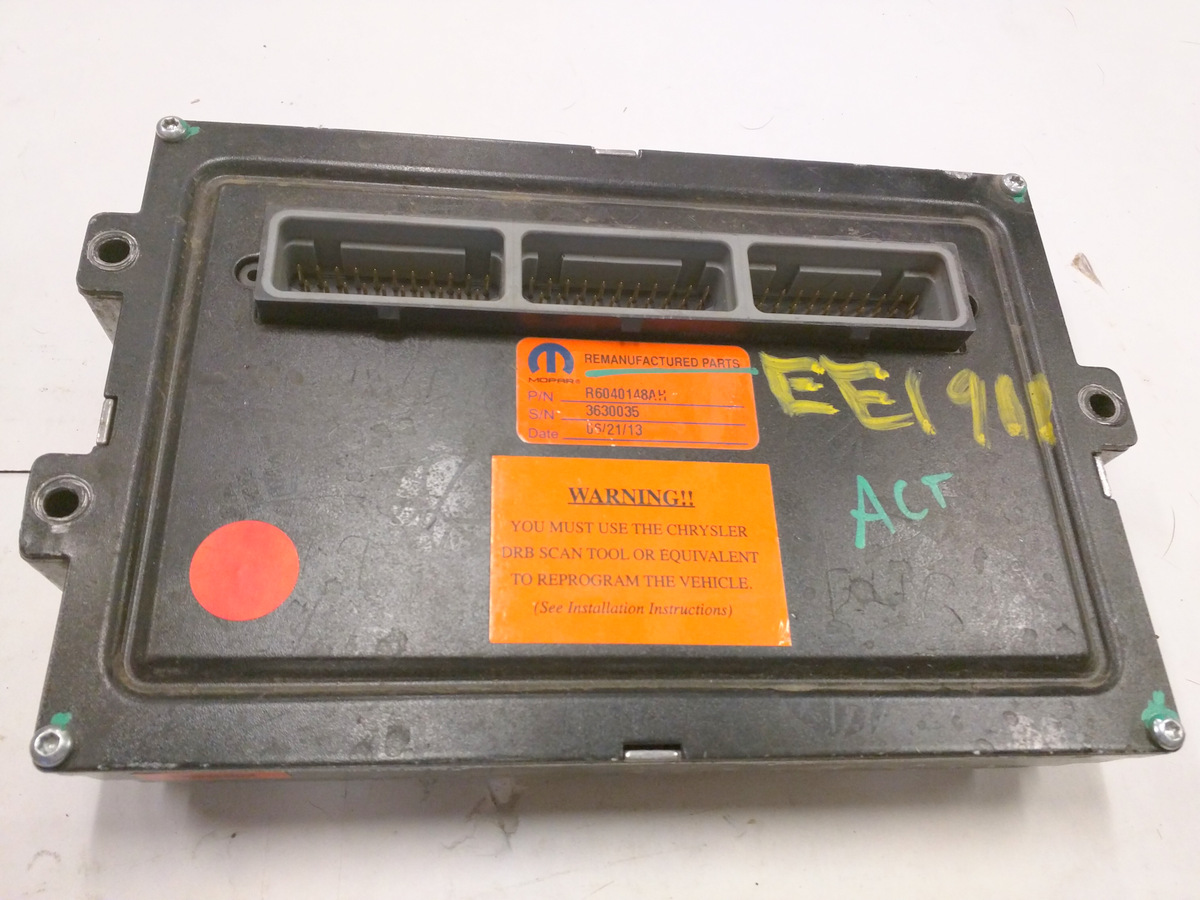 REMANUFACTURED PARTS
MOPAR®
P/N R6040148AH
S/N 3630035
Date 06/21/13
EE1911
ACT
WARNING!!
YOU MUST USE THE CHRYSLER
DRB SCAN TOOL OR EQUIVALENT
TO REPROGRAM THE VEHICLE.
(See Installation Instructions)